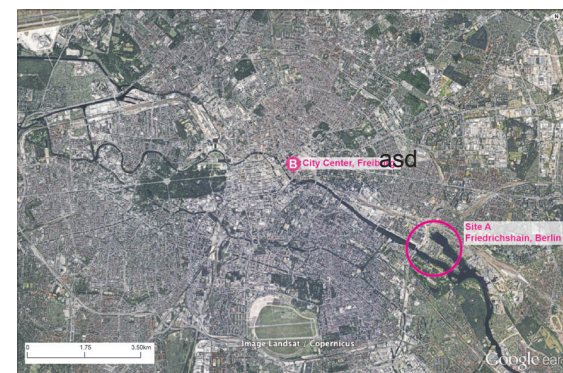 N
B City Center, Freib asd
Site A
Friedrichshain, Berlin
0 1.75 3.50km
Image Landsat / Copernicus
Google ear